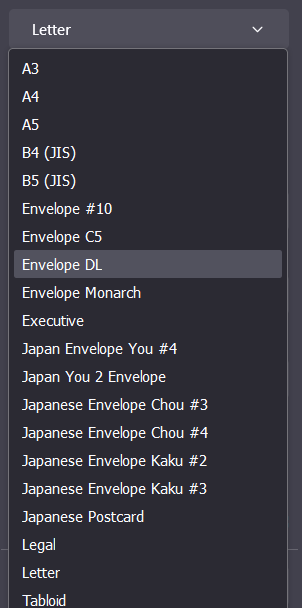 Letter
A3
A4
A5
B4 (JIS)
B5 (JIS)
Envelope #10
Envelope C5
Envelope DL
Envelope Monarch
Executive
Japan Envelope You #4
Japan You 2 Envelope
Japanese Envelope Chou #3
Japanese Envelope Chou #4
Japanese Envelope Kaku #2
Japanese Envelope Kaku #3
Japanese Postcard
Legal
Letter
Tabloid